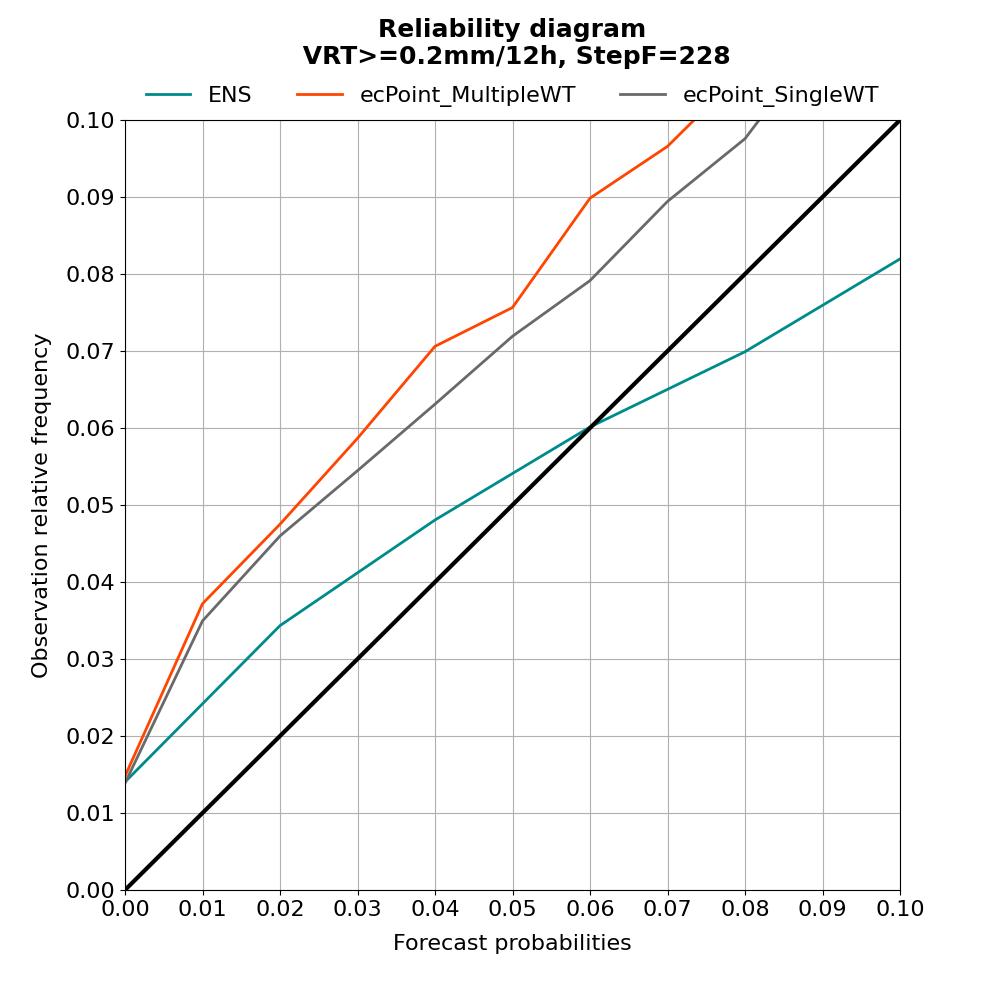 Reliability diagram
VRT>=0.2mm/12h, StepF=228
ENS ecPoint_MultipleWT ecPoint_SingleWT
0.10
0.09
0.08
0.07
0.06
0.05
0.04
0.03
0.02
0.01
0.00
Observation relative frequency
0.00 0.01 0.02 0.03 0.04 0.05 0.06 0.07 0.08 0.09 0.10
Forecast probabilities